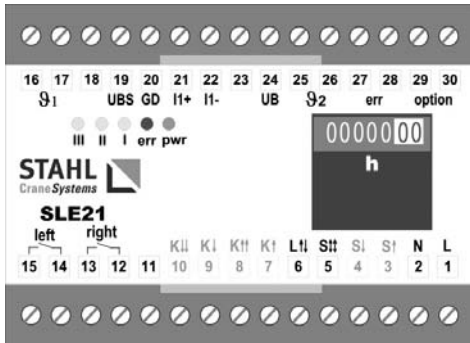 16 17 18 19 20 21 22 23 24 25 26 27 28 29 30
ϑ1 UBS GD I1+ I1- UB ϑ2 err option
III II I err pwr
00000 00
h
STAHL
CraneSystems
SLE21
left right
K⇊ K↓ K⇈ K↑ L↑↓ S⇈ S↓ S↑ N L
15 14 13 12 11 10 9 8 7 6 5 4 3 2 1